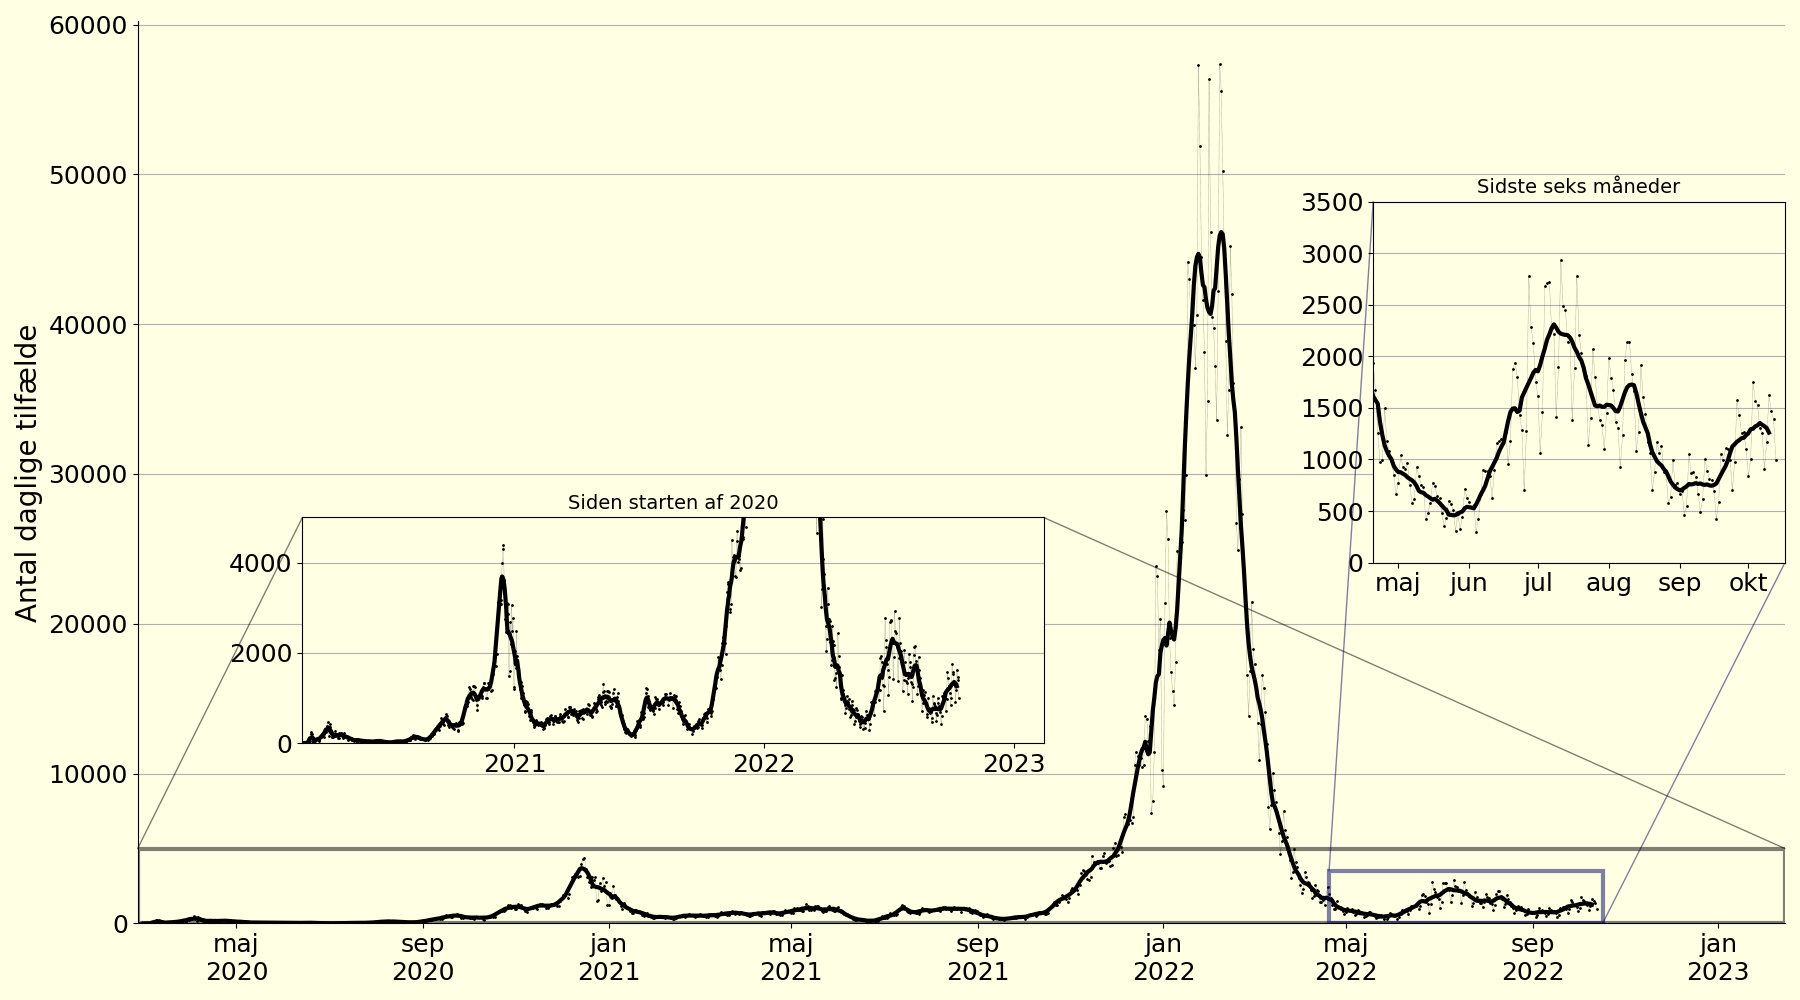 Antal daglige tilfælde
60000
50000
40000
30000
20000
10000
0
maj
2020
sep
2020
jan
2021
maj
2021
sep
2021
jan
2022
maj
2022
sep
2022
jan
2023
Siden starten af 2020
4000
2000
0
2021
2022
2023
Sidste seks måneder
3500
3000
2500
2000
1500
1000
500
0
maj
jun
jul
aug
sep
okt